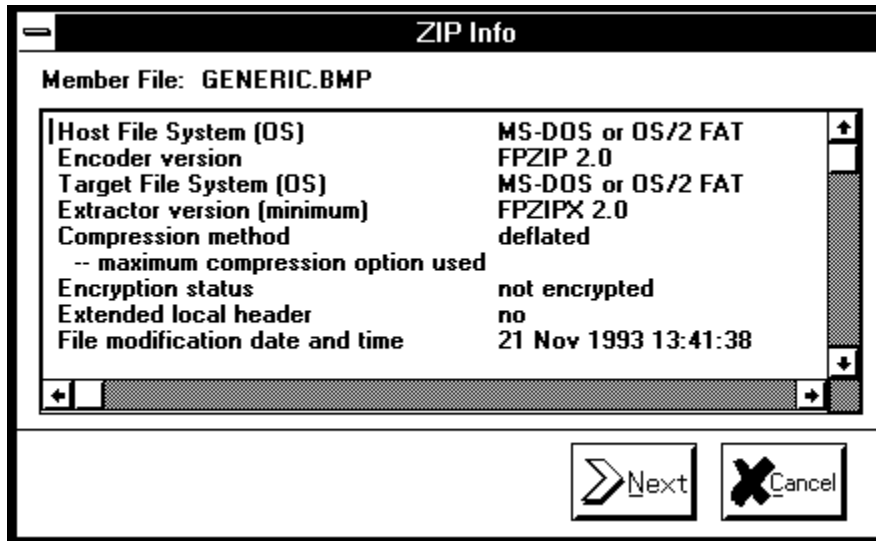 ZIP Info
Member File: GENERIC.BMP
Host File System (OS) MS-DOS or OS/2 FAT
Encoder version FPZIP 2.0
Target File System (OS) MS-DOS or OS/2 FAT
Extractor version (minimum) FPZIPX 2.0
Compression method deflated
-- maximum compression option used
Encryption status not encrypted
Extended local header no
File modification date and time 21 Nov 1993 13:41:38
Next Cancel